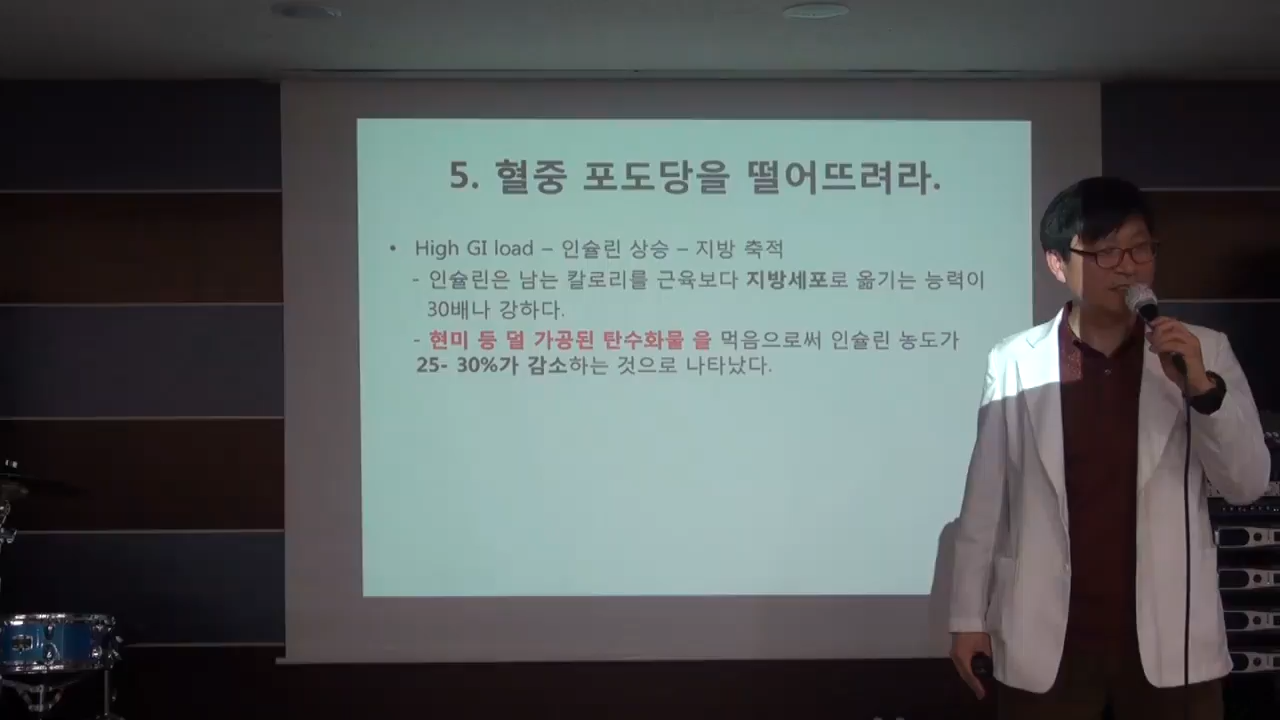 5. 혈중 포도당을 떨어뜨려라.
• High GI load – 인슐린 상승 – 지방 축적
- 인슐린은 남는 칼로리를 근육보다 지방세포로 옮기는 능력이
30배나 강하다.
- 현미 등 덜 가공된 탄수화물 을 먹음으로써 인슐린 농도가
25- 30%가 감소하는 것으로 나타났다.